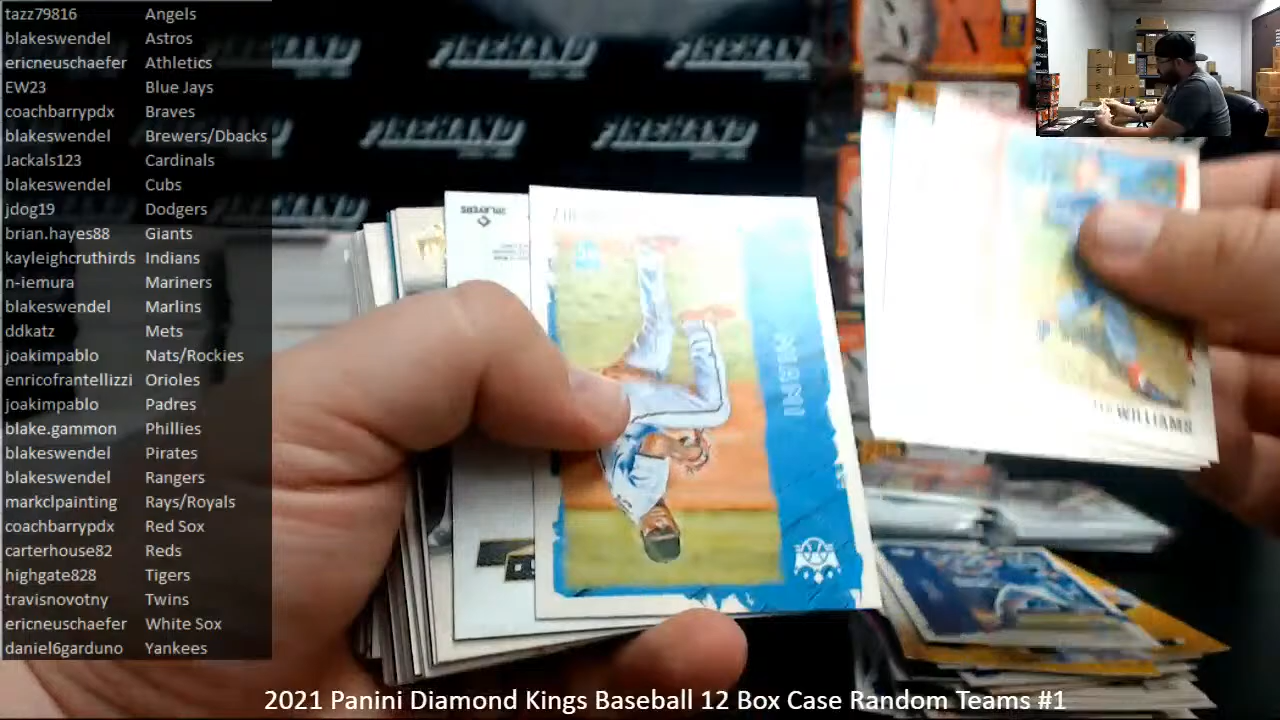 tazz79816 Angels
blakeswendel Astros
ericneuschaefer Athletics
EW23 Blue Jays
coachbarrypdx Braves
blakeswendel Brewers/Dbacks
Jackals123 Cardinals
blakeswendel Cubs
jdog19 Dodgers
brian.hayes88 Giants
kayleighcruthirds Indians
n-iemura Mariners
blakeswendel Marlins
ddkatz Mets
joakimpablo Nats/Rockies
enricofrantellizzi Orioles
joakimpablo Padres
blake.gammon Phillies
blakeswendel Pirates
blakeswendel Rangers
markclpainting Rays/Royals
coachbarrypdx Red Sox
carterhouse82 Reds
highgate828 Tigers
travisnovotny Twins
ericneuschaefer White Sox
daniel6garduno Yankees
FIREHAND FIREHAND FIREHAND
FIREHAND FIREHAND
PLAYERS
MIAMI
WILLIAMS
2021 Panini Diamond Kings Baseball 12 Box Case Random Teams #1